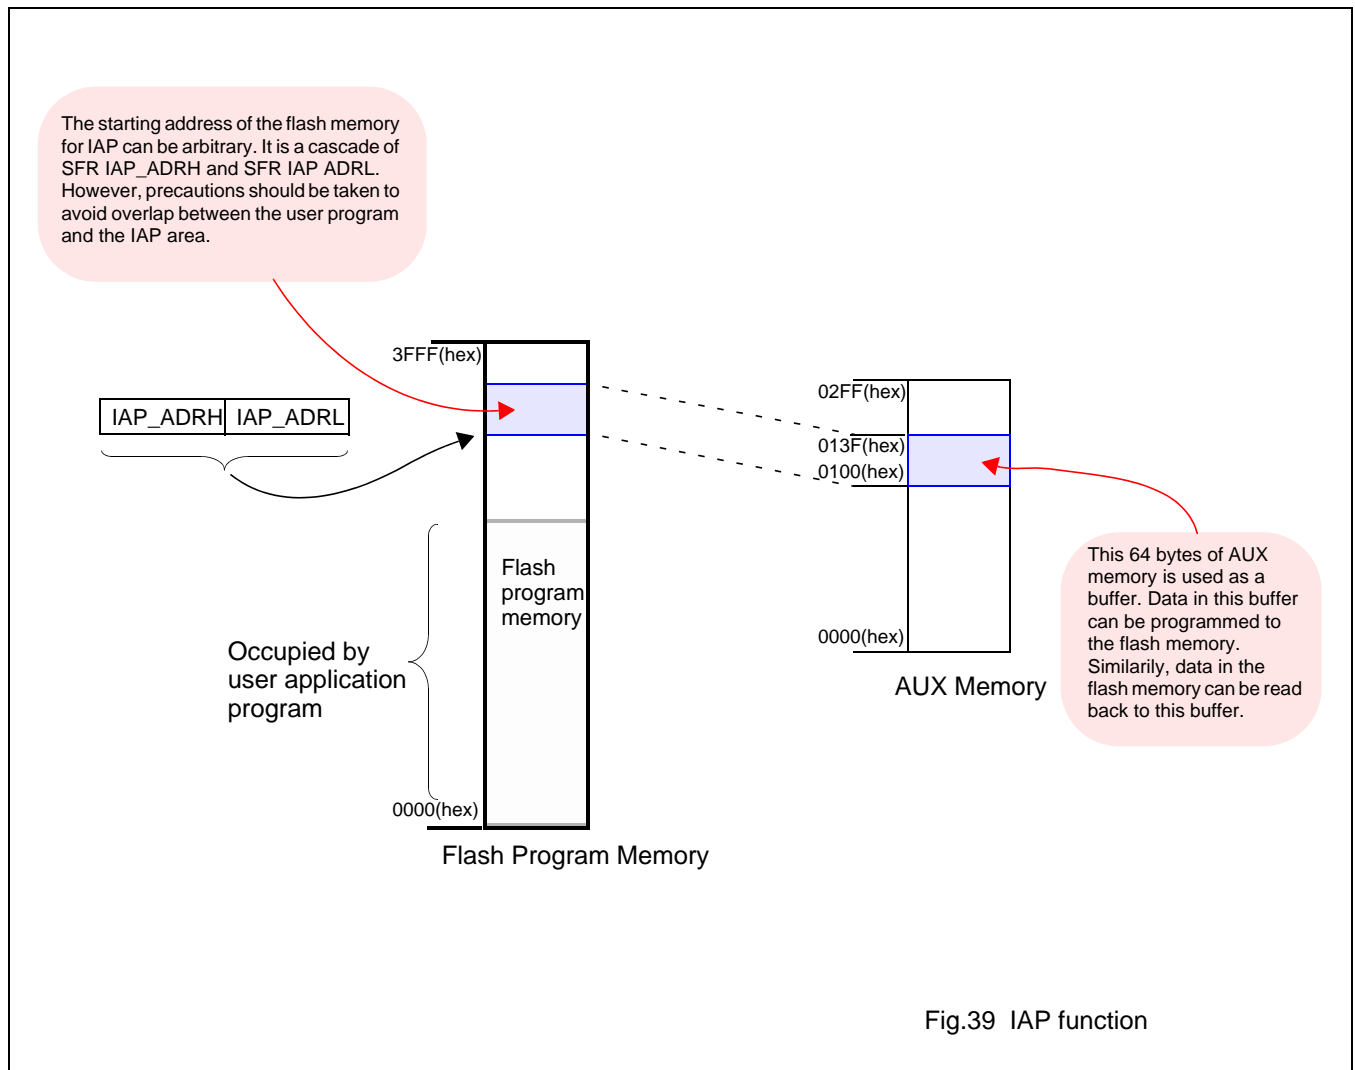 The starting address of the flash memory
for IAP can be arbitrary. It is a cascade of
SFR IAP_ADRH and SFR IAP ADRL.
However, precautions should be taken to
avoid overlap between the user program
and the IAP area.
3FFF(hex)
IAP_ADRH IAP_ADRL
02FF(hex)
013F(hex)
0100(hex)
Flash
program
memory
Occupied by
user application
program
0000(hex)
Flash Program Memory
0000(hex)
AUX Memory
This 64 bytes of AUX
memory is used as a
buffer. Data in this buffer
can be programmed to
the flash memory.
Similarily, data in the
flash memory can be read
back to this buffer.
Fig.39 IAP function